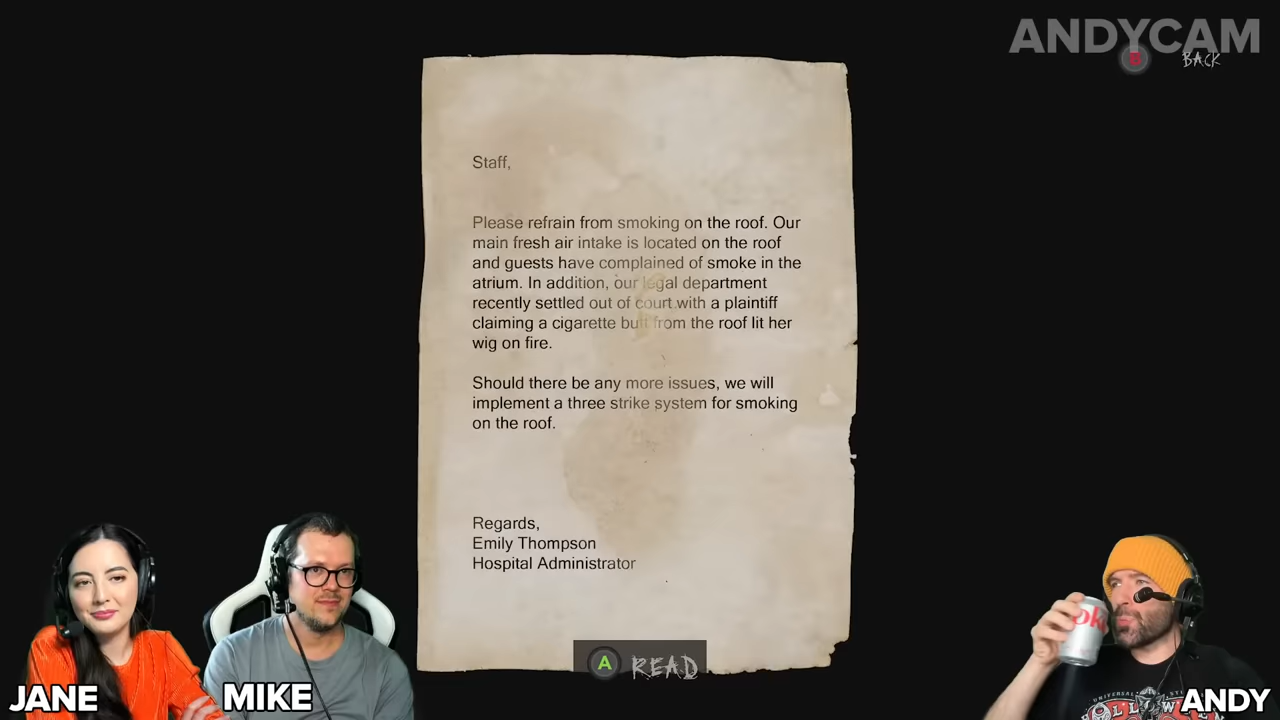 ANDYCAM
B BACK
Staff,
Please refrain from smoking on the roof. Our
main fresh air intake is located on the roof
and guests have complained of smoke in the
atrium. In addition, our legal department
recently settled out of court with a plaintiff
claiming a cigarette butt from the roof lit her
wig on fire.
Should there be any more issues, we will
implement a three strike system for smoking
on the roof.
Regards,
Emily Thompson
Hospital Administrator
A READ
JANE
MIKE
ANDY